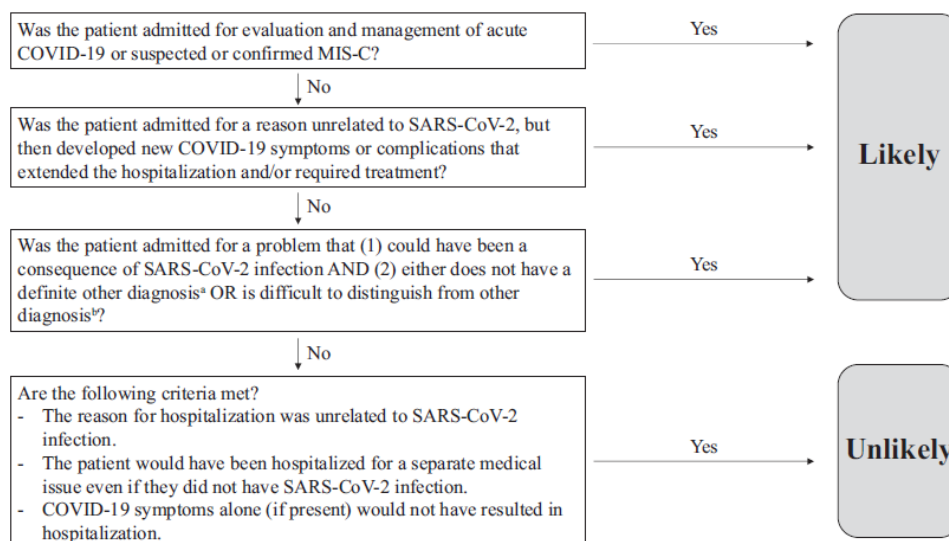 Was the patient admitted for evaluation and management of acute
COVID-19 or suspected or confirmed MIS-C?
Yes
No
Was the patient admitted for a reason unrelated to SARS-CoV-2, but
then developed new COVID-19 symptoms or complications that
extended the hospitalization and/or required treatment?
Yes
Likely
No
Was the patient admitted for a problem that (1) could have been a
consequence of SARS-CoV-2 infection AND (2) either does not have a
definite other diagnosisᵃ OR is difficult to distinguish from other
diagnosisᵇ?
Yes
No
Are the following criteria met?
- The reason for hospitalization was unrelated to SARS-CoV-2
infection.
- The patient would have been hospitalized for a separate medical
issue even if they did not have SARS-CoV-2 infection.
- COVID-19 symptoms alone (if present) would not have resulted in
hospitalization.
Yes
Unlikely